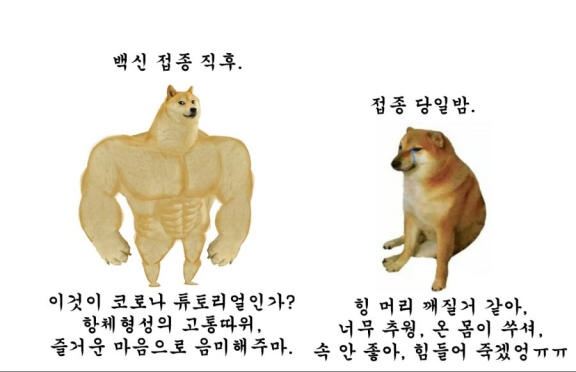 백신 접종 직후.
이것이 코로나 튜토리얼인가?
항체형성의 고통따위,
즐거운 마음으로 음미해주마.
접종 당일밤.
힝 머리 깨질거 같아,
너무 추웡, 온 몸이 쑤셔,
속 안 좋아, 힘들어 죽겠엉ㅠㅠ